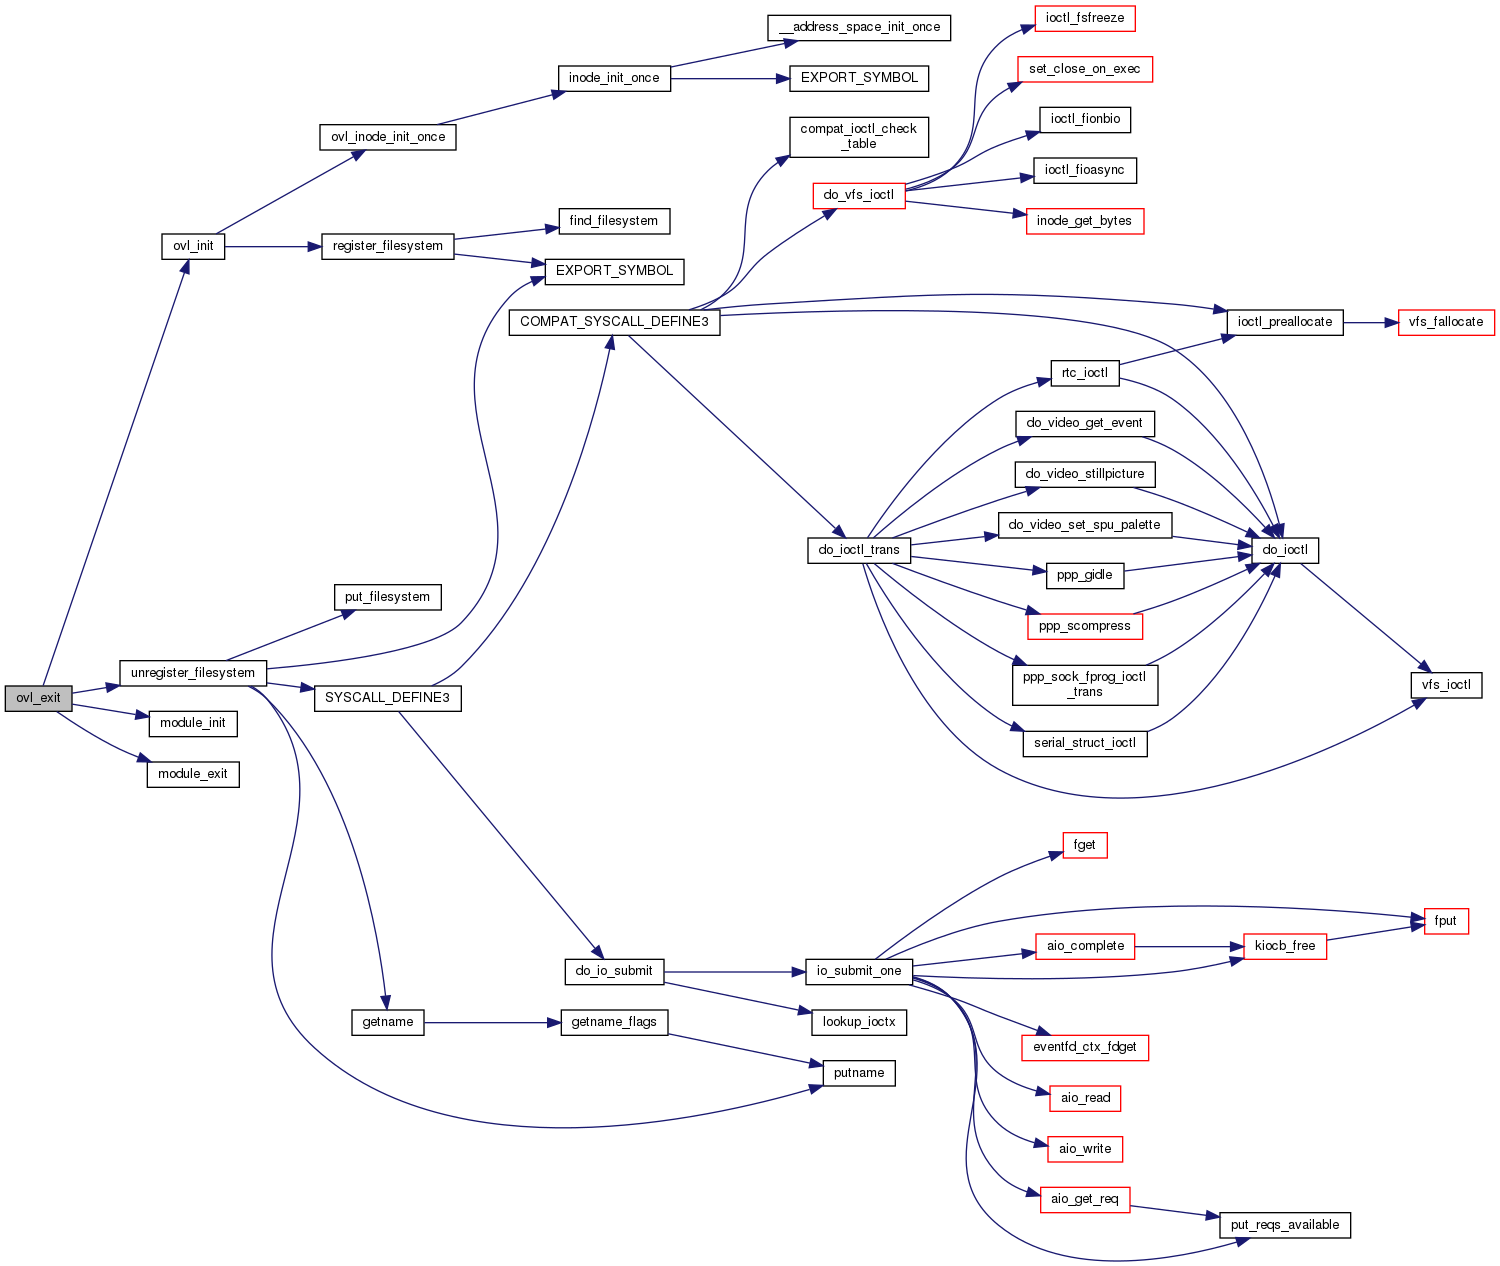 ioctl_fsfreeze
__address_space_init_once
set_close_on_exec
inode_init_once
EXPORT_SYMBOL
ioctl_fionbio
compat_ioctl_check
_table
ovl_inode_init_once
ioctl_fioasync
do_vfs_ioctl
find_filesystem
inode_get_bytes
ovl_init
register_filesystem
EXPORT_SYMBOL
COMPAT_SYSCALL_DEFINE3
ioctl_preallocate
vfs_fallocate
rtc_ioctl
do_video_get_event
do_video_stillpicture
do_video_set_spu_palette
do_ioctl_trans
do_ioctl
ppp_gidle
put_filesystem
ppp_scompress
unregister_filesystem
ppp_sock_fprog_ioctl
_trans
vfs_ioctl
ovl_exit
SYSCALL_DEFINE3
module_init
serial_struct_ioctl
module_exit
fget
fput
aio_complete
kiocb_free
do_io_submit
io_submit_one
getname
getname_flags
lookup_ioctx
eventfd_ctx_fdget
putname
aio_read
aio_write
aio_get_req
put_reqs_available